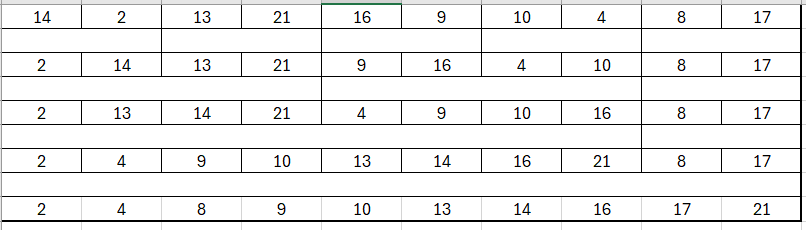 14 2 13 21 16 9 10 4 8 17
2 14 13 21 9 16 4 10 8 17
2 13 14 21 4 9 10 16 8 17
2 4 9 10 13 14 16 21 8 17
2 4 8 9 10 13 14 16 17 21